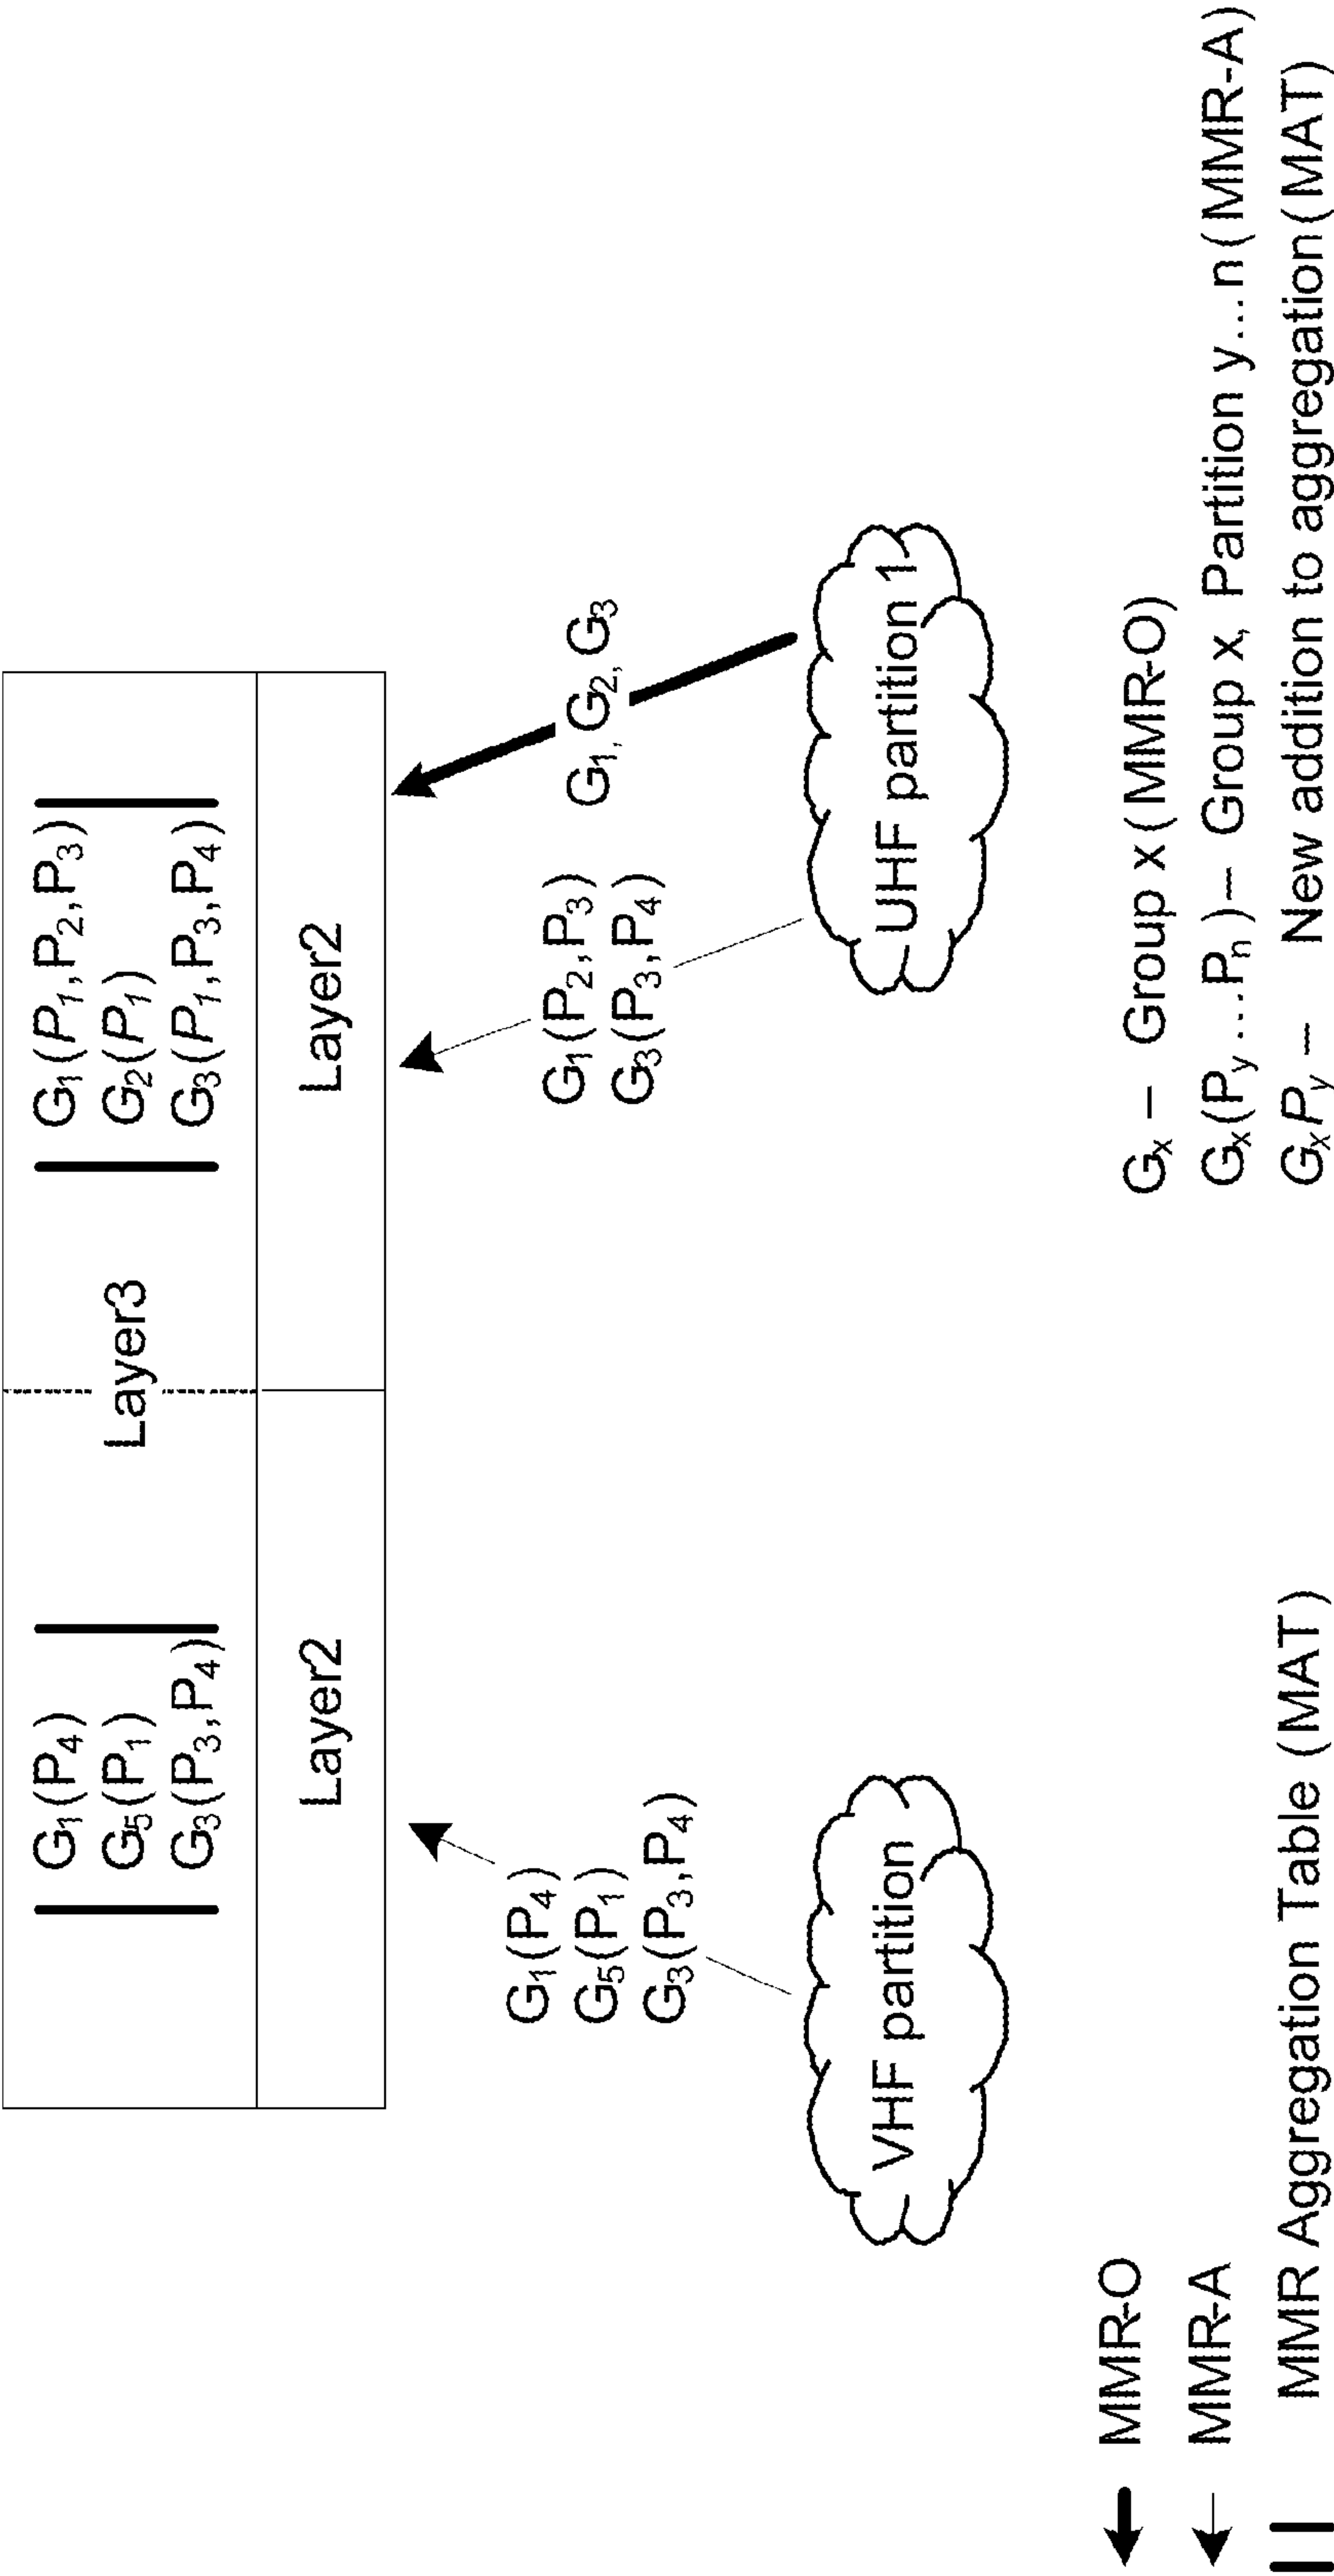 G₁(P₄)
G₅(P₁)
G₃(P₃,P₄)
Layer3
G₁(P₁,P₂,P₃)
G₂(P₁)
G₃(P₁,P₃,P₄)
Layer2
Layer2
G₁(P₄)
G₅(P₁)
G₃(P₃,P₄)
G₁(P₂,P₃)
G₃(P₃,P₄)
G₁, G₂, G₃
VHF partition
UHF partition 1
MMR-O
MMR-A
MMR Aggregation Table (MAT)
Gₓ – Group x (MMR-O)
Gₓ(Pᵧ...Pₙ) – Group x, Partition y...n (MMR-A)
GₓPᵧ – New addition to aggregation (MAT)